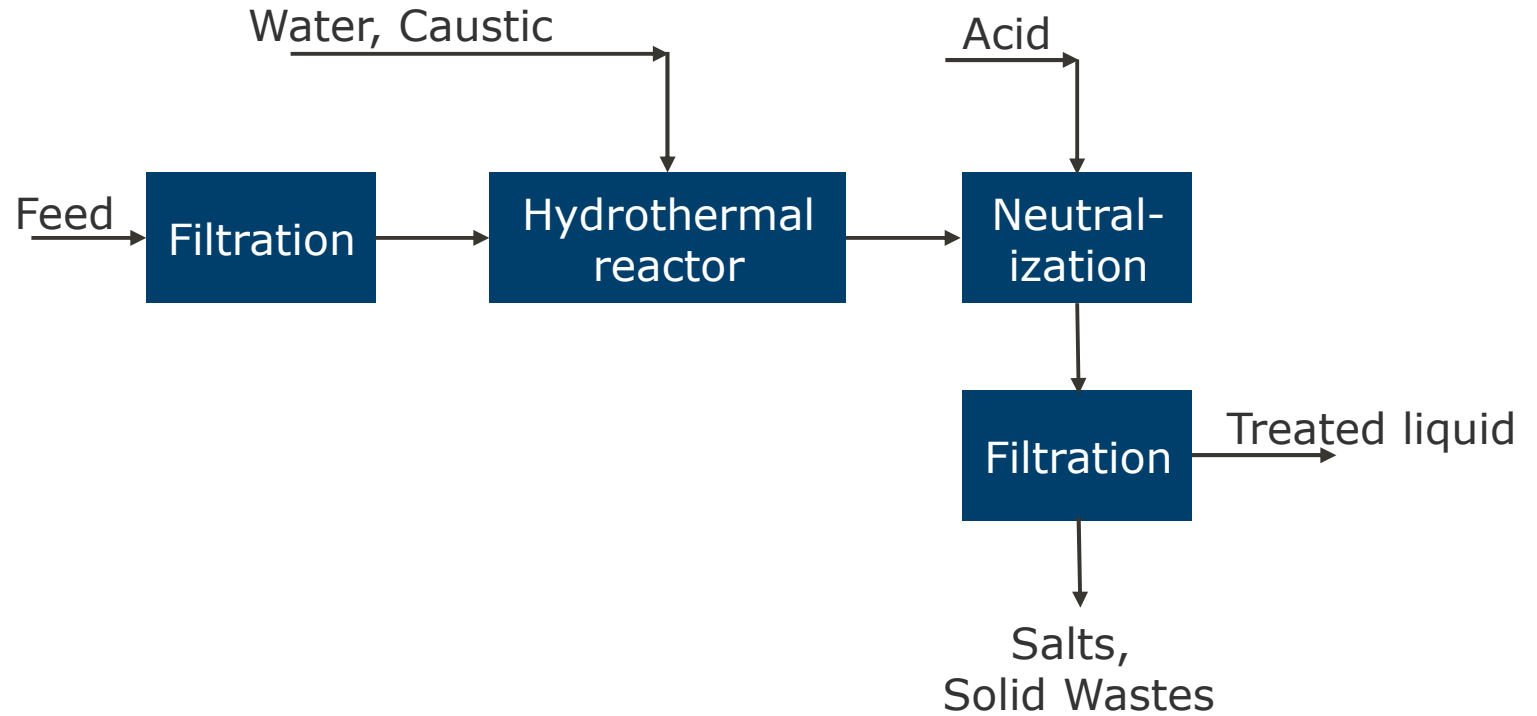 Water, Caustic
Acid
Feed
Filtration
Hydrothermal
reactor
Neutral-
ization
Filtration
Treated liquid
Salts,
Solid Wastes